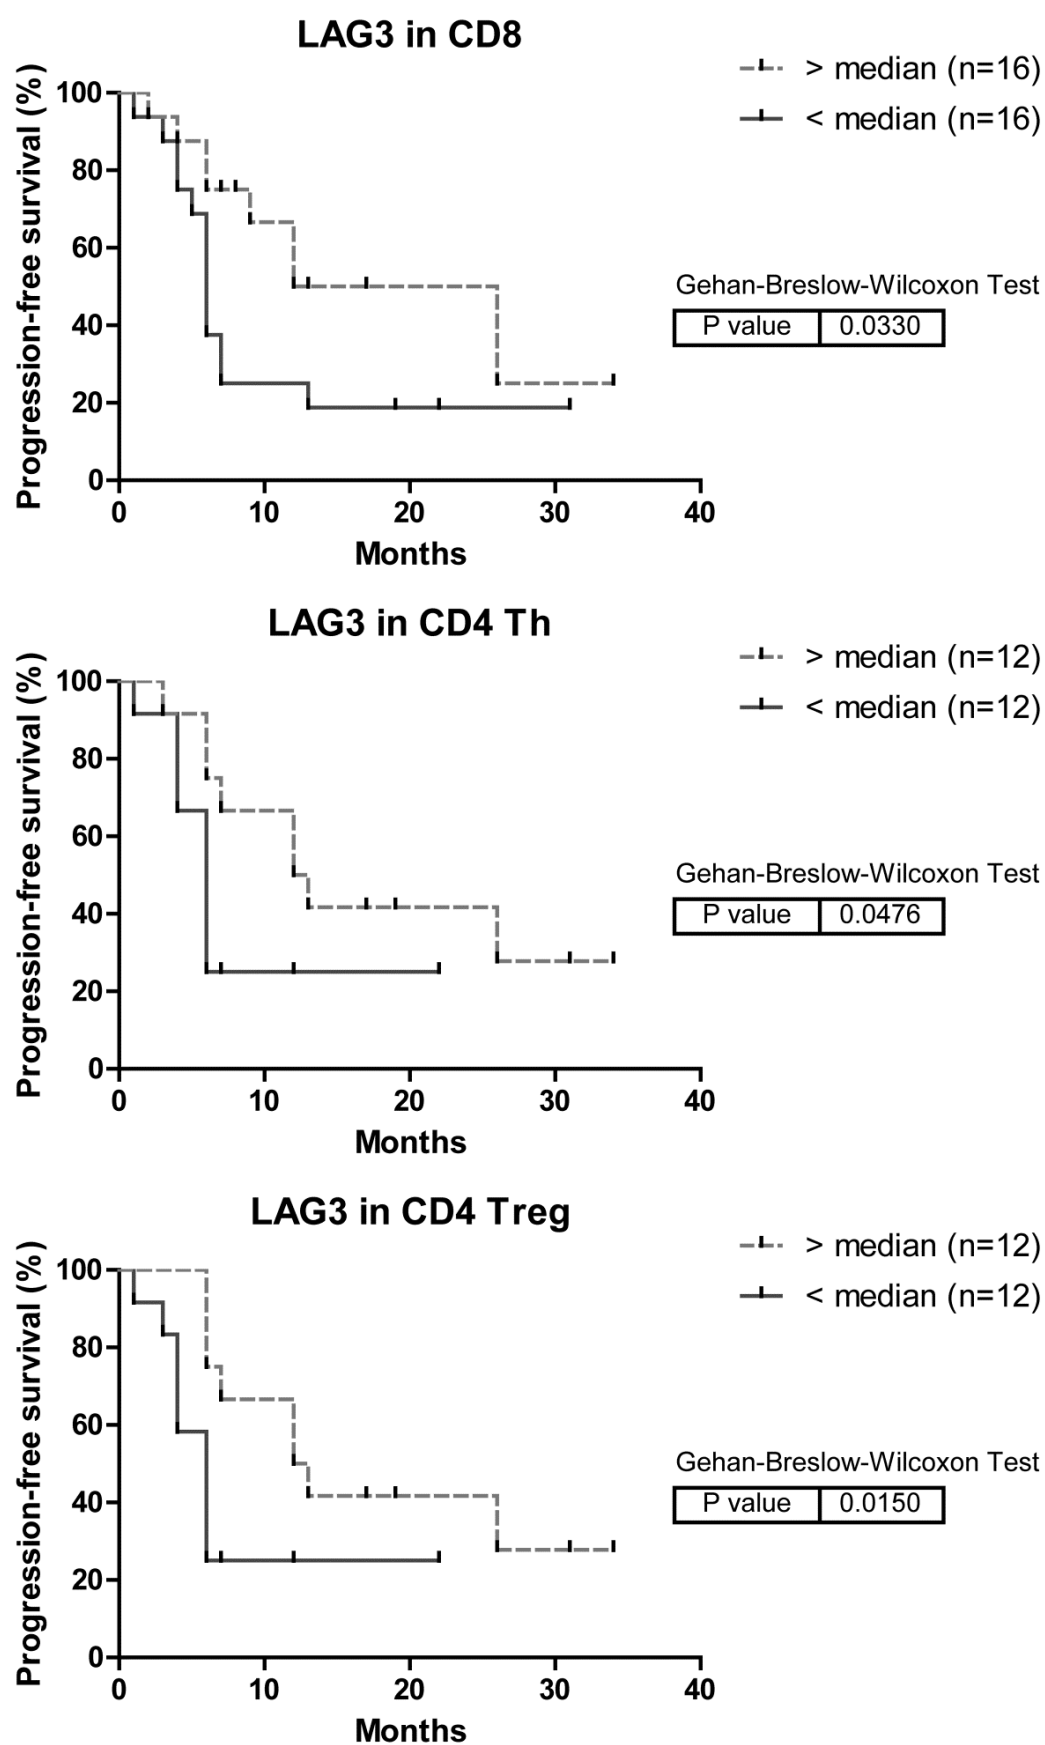 LAG3 in CD8
> median (n=16)
< median (n=16)
Progression-free survival (%)
100
80
60
40
20
0
0 10 20 30 40
Months
Gehan-Breslow-Wilcoxon Test
P value 0.0330
LAG3 in CD4 Th
> median (n=12)
< median (n=12)
Progression-free survival (%)
100
80
60
40
20
0
0 10 20 30 40
Months
Gehan-Breslow-Wilcoxon Test
P value 0.0476
LAG3 in CD4 Treg
> median (n=12)
< median (n=12)
Progression-free survival (%)
100
80
60
40
20
0
0 10 20 30 40
Months
Gehan-Breslow-Wilcoxon Test
P value 0.0150